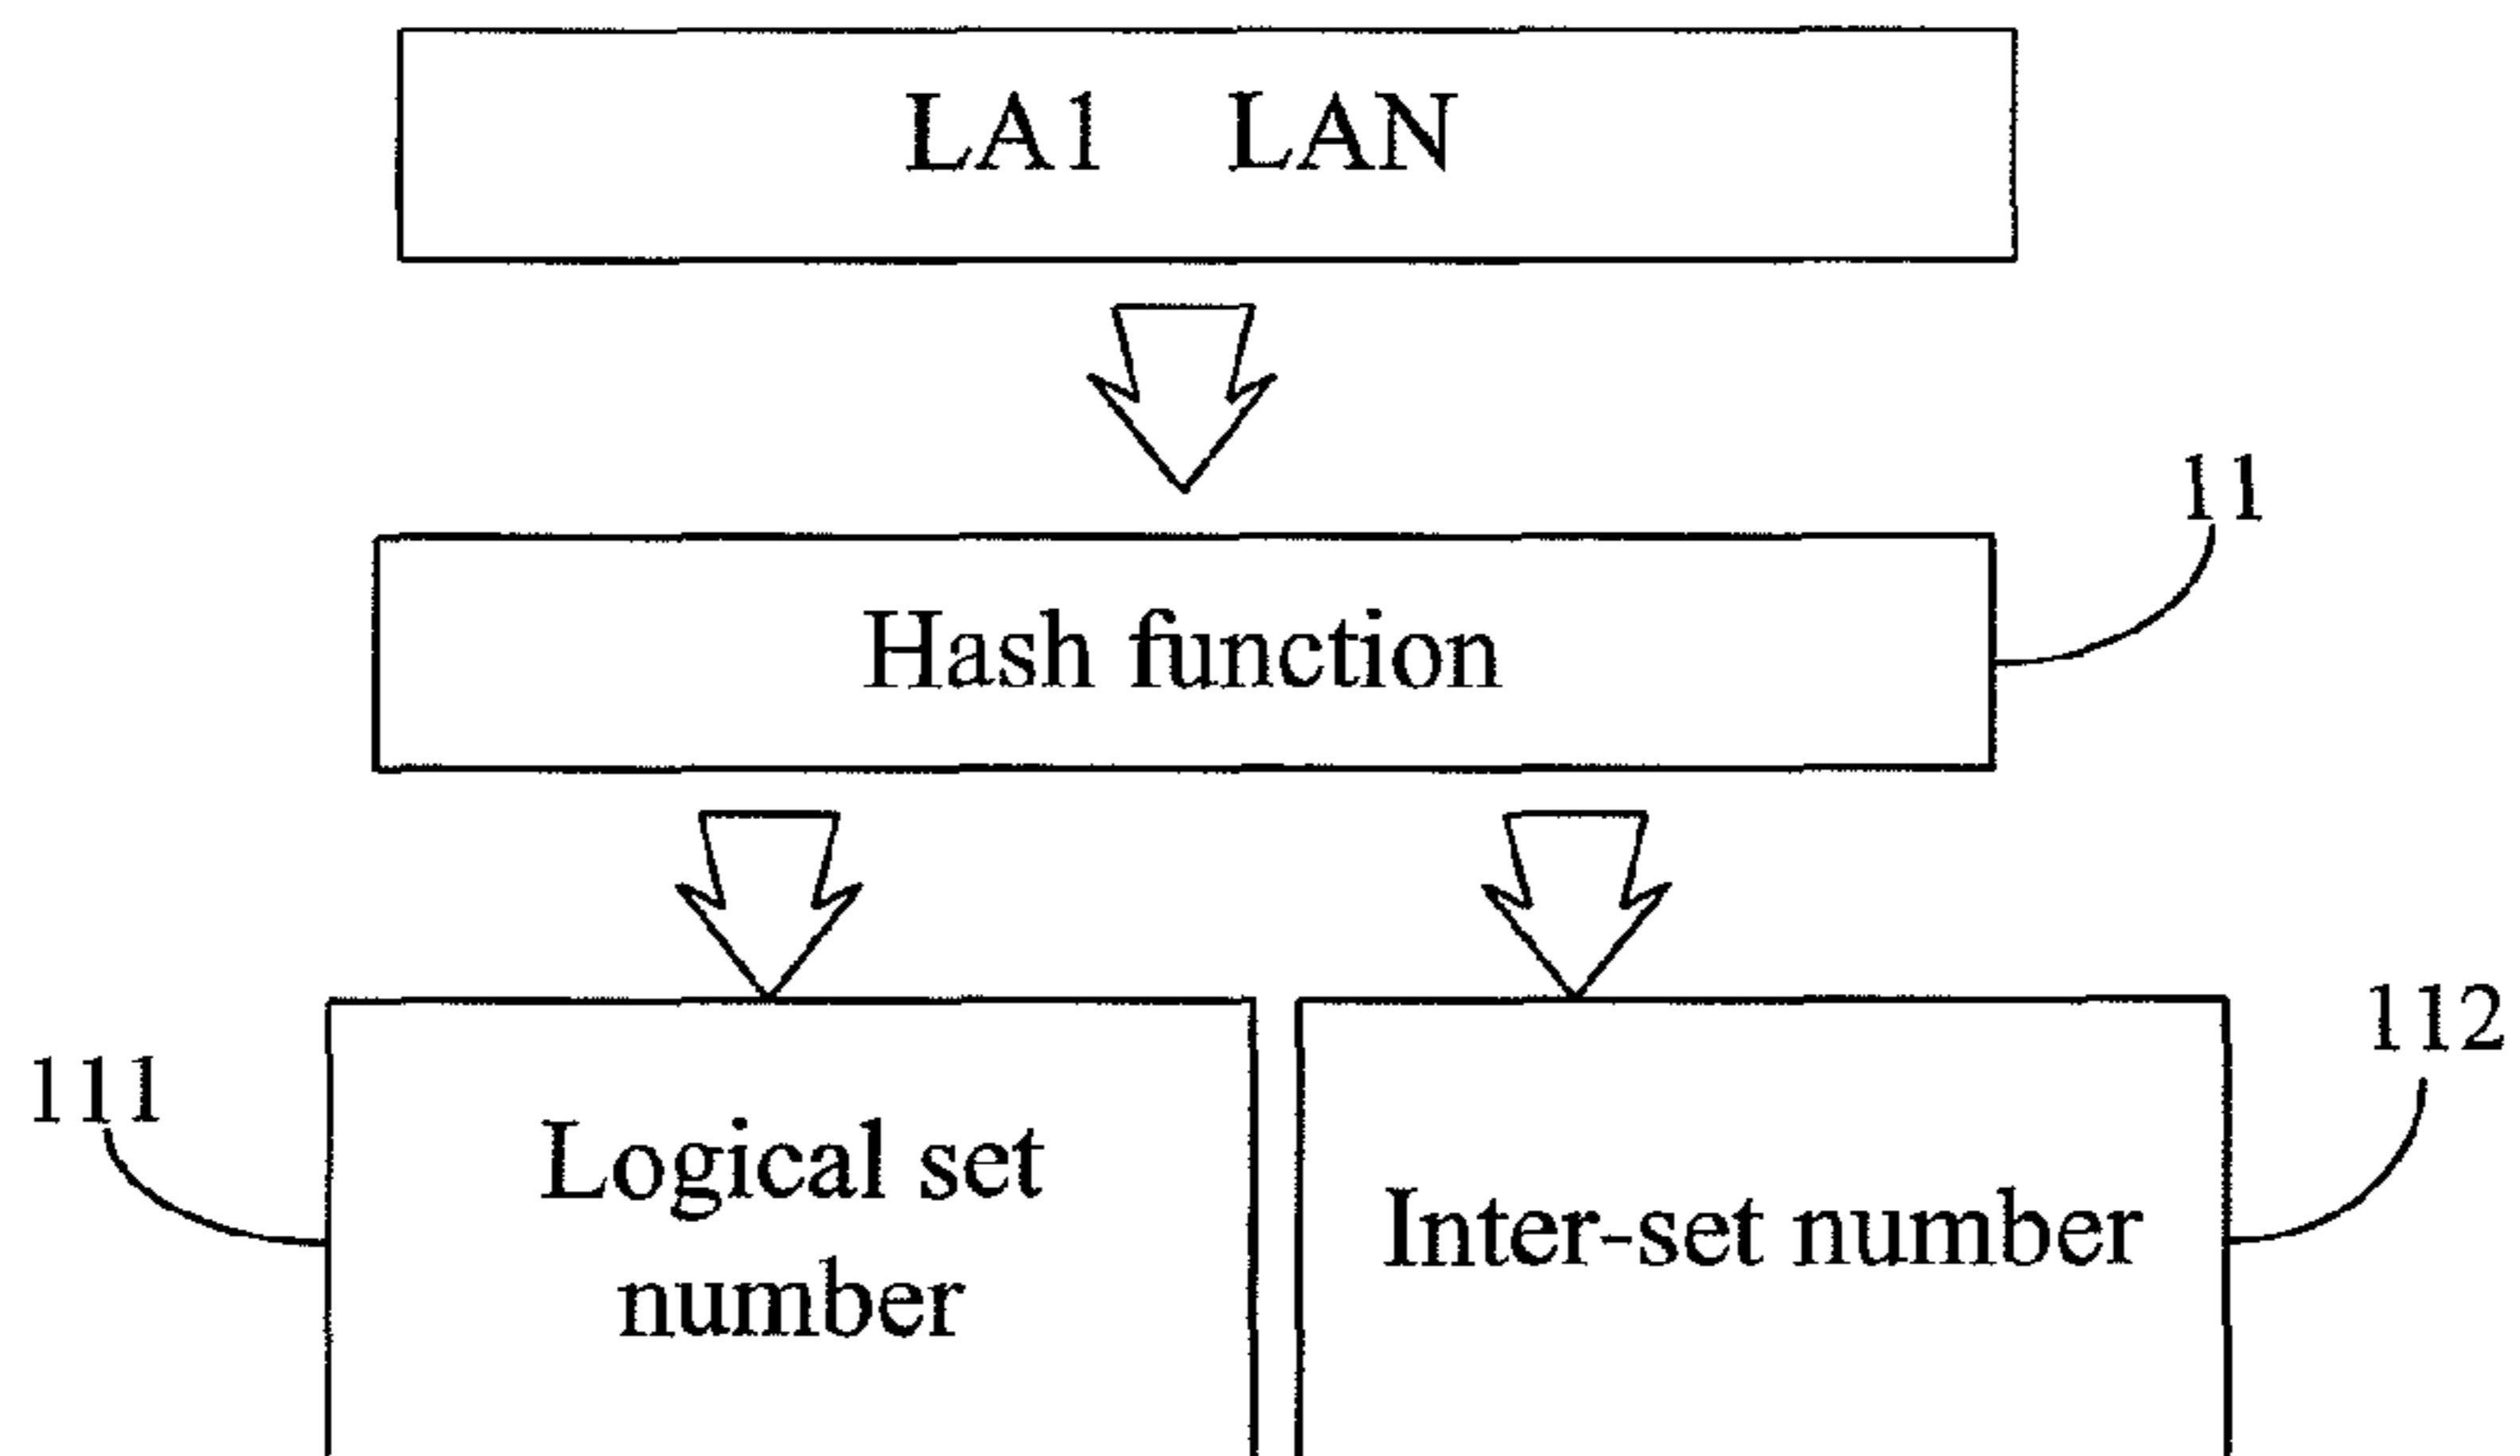 LA1 LAN
11
Hash function
111
112
Logical set
number
Inter-set number